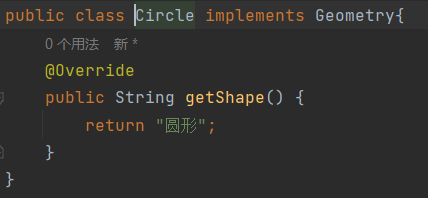 public class Circle implements Geometry{
0 个用法 新 *
@Override
public String getShape() {
return "圆形";
}
}